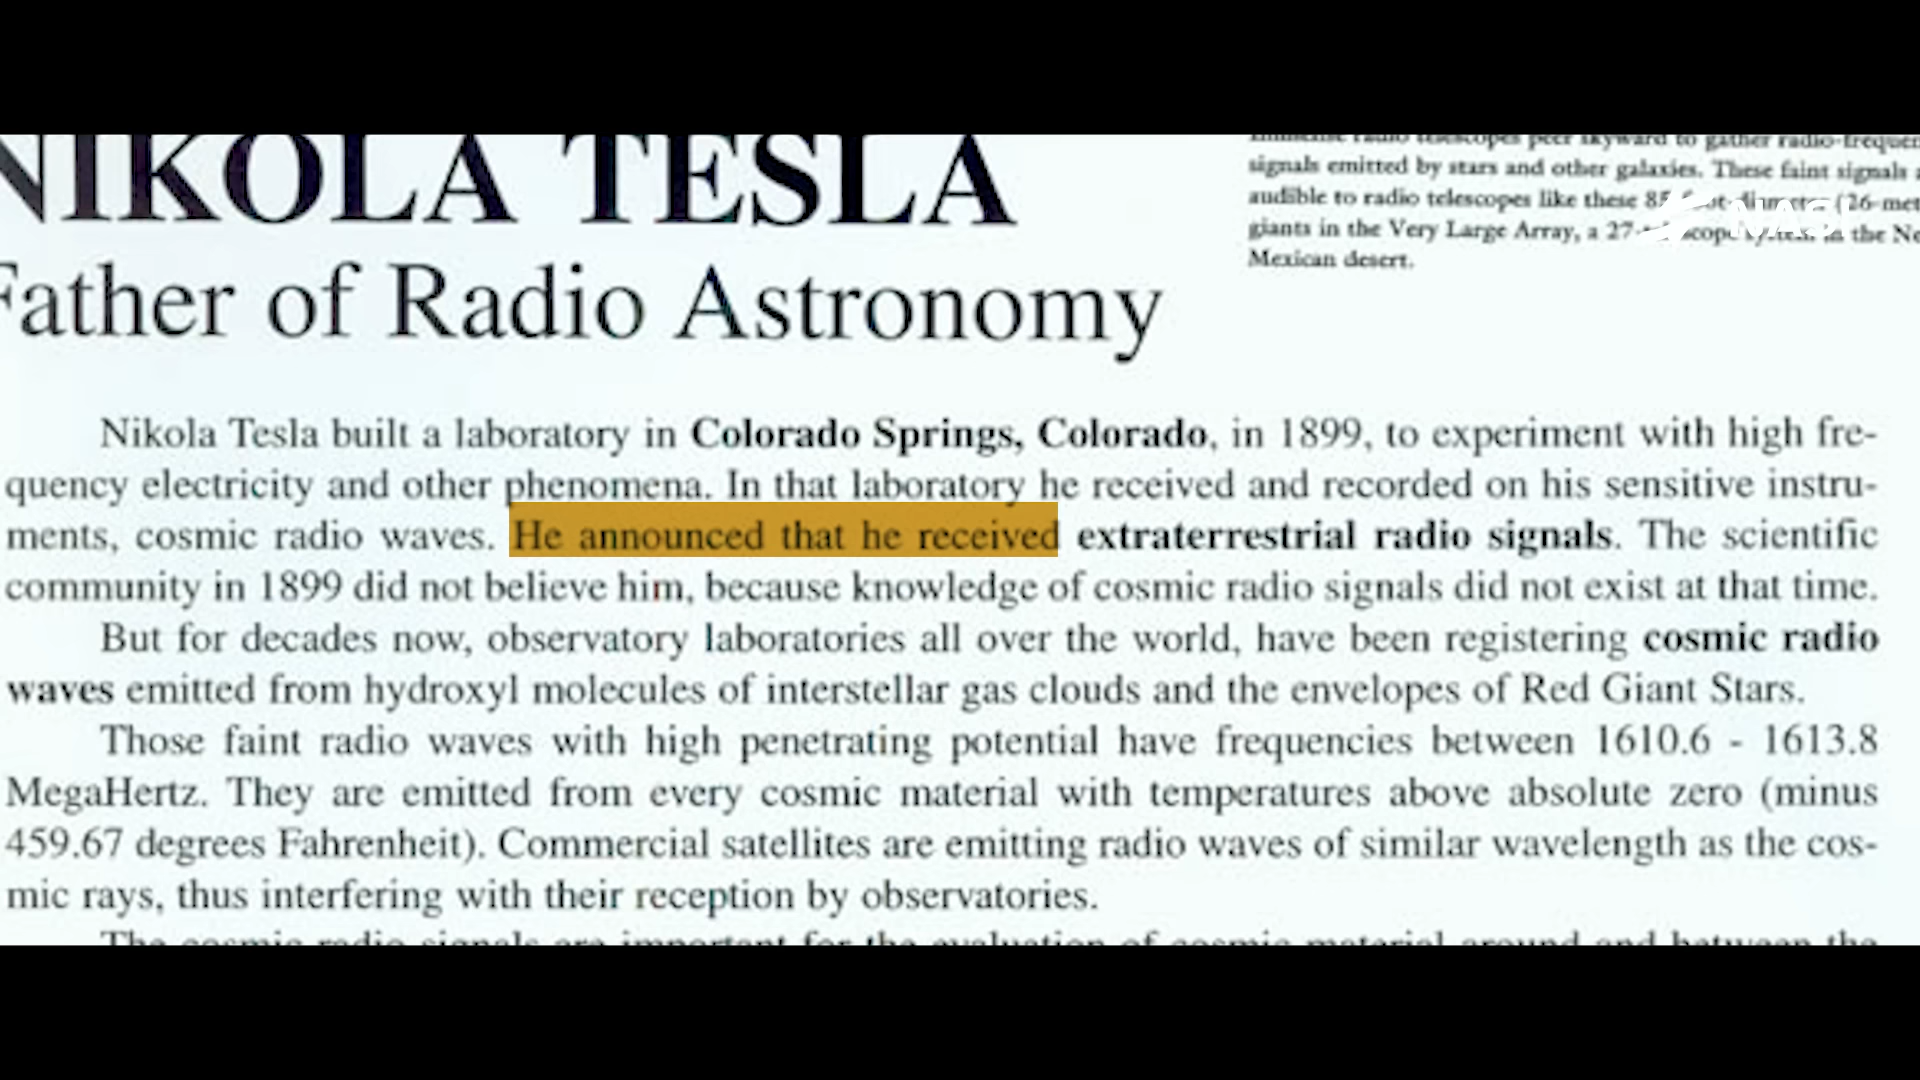 NIKOLA TESLA
Father of Radio Astronomy
signals emitted by stars and other galaxies. These faint signals
audible to radio telescopes like these
giants in the Very Large Array, a the
Mexican desert.
Nikola Tesla built a laboratory in Colorado Springs, Colorado, in 1899, to experiment with high fre-
quency electricity and other phenomena. In that laboratory he received and recorded on his sensitive instru-
ments, cosmic radio waves. He announced that he received extraterrestrial radio signals. The scientific
community in 1899 did not believe him, because knowledge of cosmic radio signals did not exist at that time.
But for decades now, observatory laboratories all over the world, have been registering cosmic radio
waves emitted from hydroxyl molecules of interstellar gas clouds and the envelopes of Red Giant Stars.
Those faint radio waves with high penetrating potential have frequencies between 1610.6 - 1613.8
MegaHertz. They are emitted from every cosmic material with temperatures above absolute zero (minus
459.67 degrees Fahrenheit). Commercial satellites are emitting radio waves of similar wavelength as the cos-
mic rays, thus interfering with their reception by observatories.